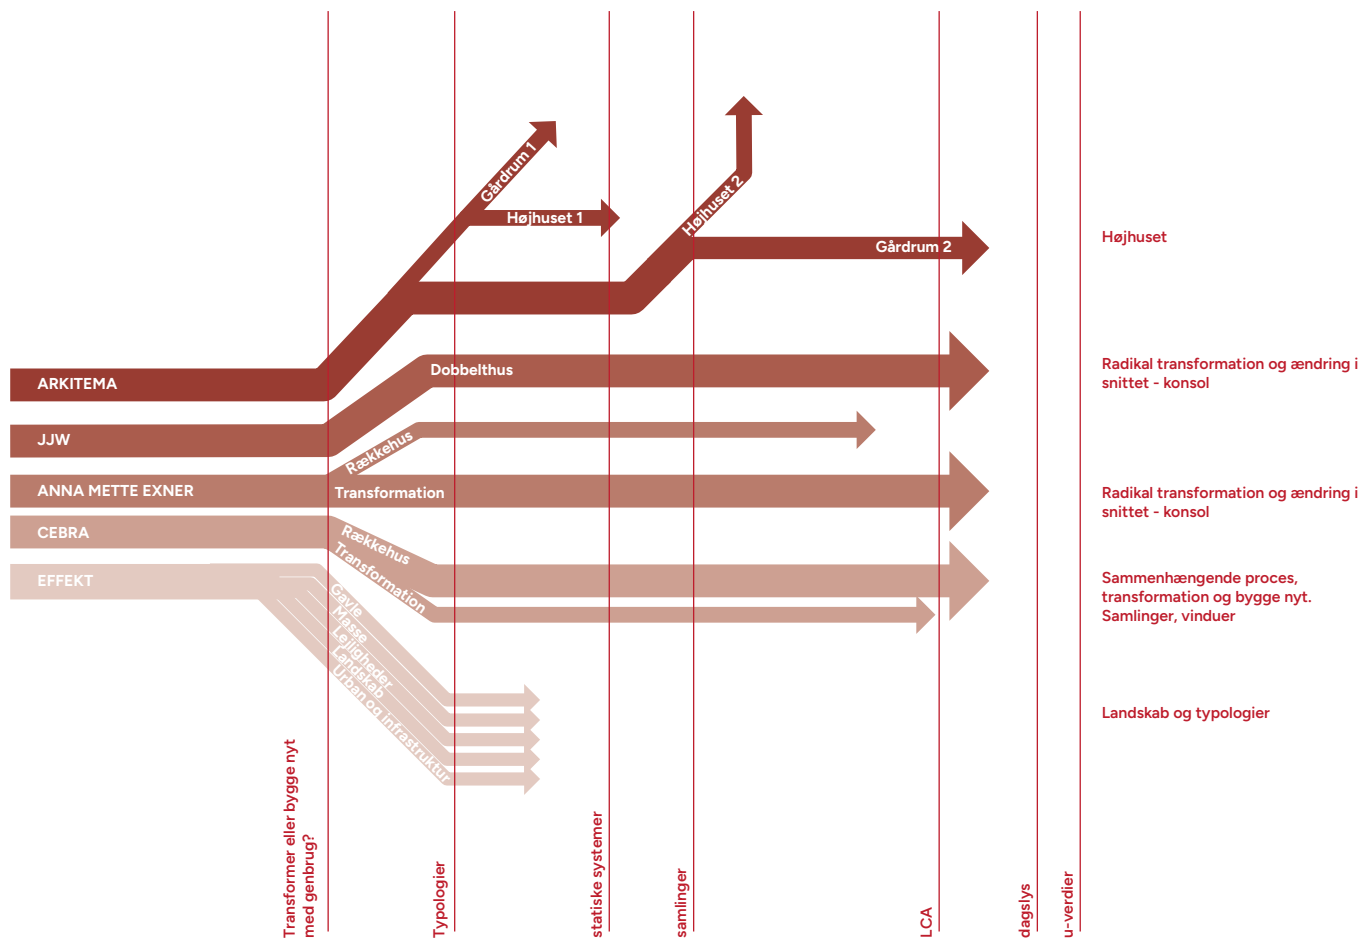 Gårdrum 1
Højhuset 1
Højhuset 2
Gårdrum 2
Højhuset
ARKITEMA
Dobbelthus
Radikal transformation og ændring i
snittet - konsol
JJW
Rækkehus
ANNA METTE EXNER
Transformation
Radikal transformation og ændring i
snittet - konsol
CEBRA
Rækkehus
Transformation
EFFEKT
Sammenhængende proces,
transformation og bygge nyt.
Samlinger, vinduer
Gavle
Masse
Lejligheder
Landskab
Urban og infrastruktur
Landskab og typologier
Transformer eller bygge nyt
med genbrug?
Typologier
statiske systemer
samlinger
LCA
dagslys
u-verdier